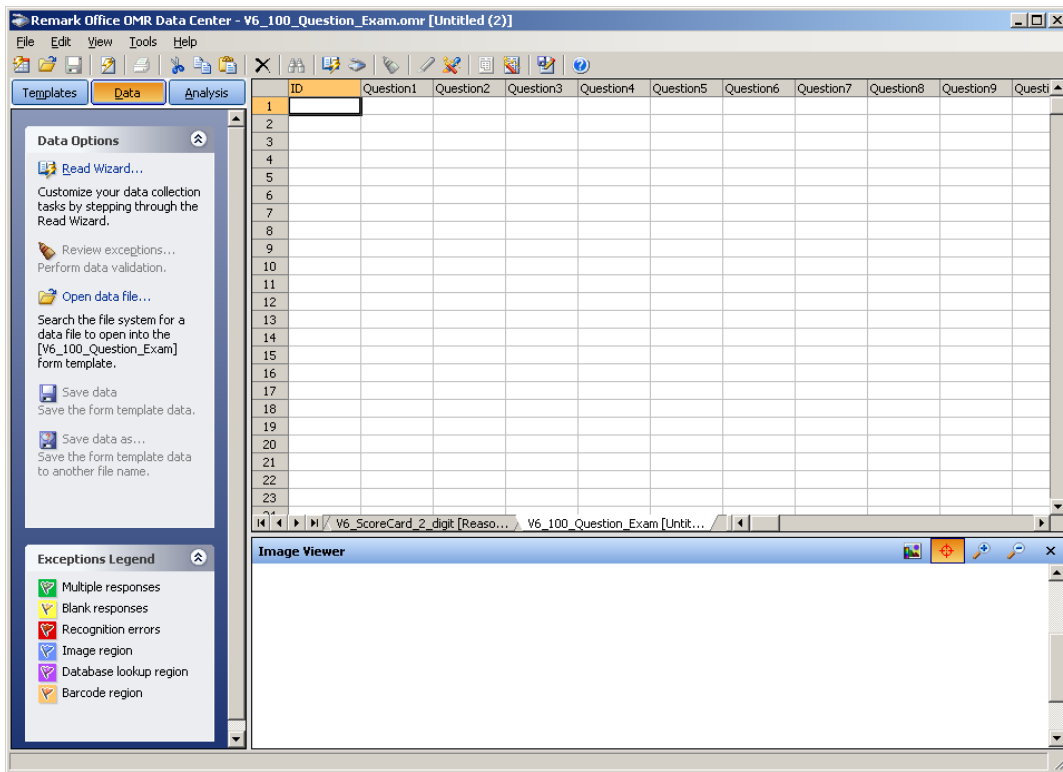 Remark Office OMR Data Center - V6_100_Question_Exam.omr [Untitled (2)]
File Edit View Tools Help
Templates Data Analysis
ID Question1 Question2 Question3 Question4 Question5 Question6 Question7 Question8 Question9 Questi
1
2
3
4
5
6
7
8
9
10
11
12
13
14
15
16
17
18
19
20
21
22
23
24
Data Options
Read Wizard...
Customize your data collection
tasks by stepping through the
Read Wizard.
Review exceptions...
Perform data validation.
Open data file...
Search the file system for a
data file to open into the
[V6_100_Question_Exam]
form template.
Save data
Save the form template data.
Save data as...
Save the form template data
to another file name.
V6_ScoreCard_2_digit [Reaso... V6_100_Question_Exam [Untit...
Exceptions Legend
Multiple responses
Blank responses
Recognition errors
Image region
Database lookup region
Barcode region
Image Viewer